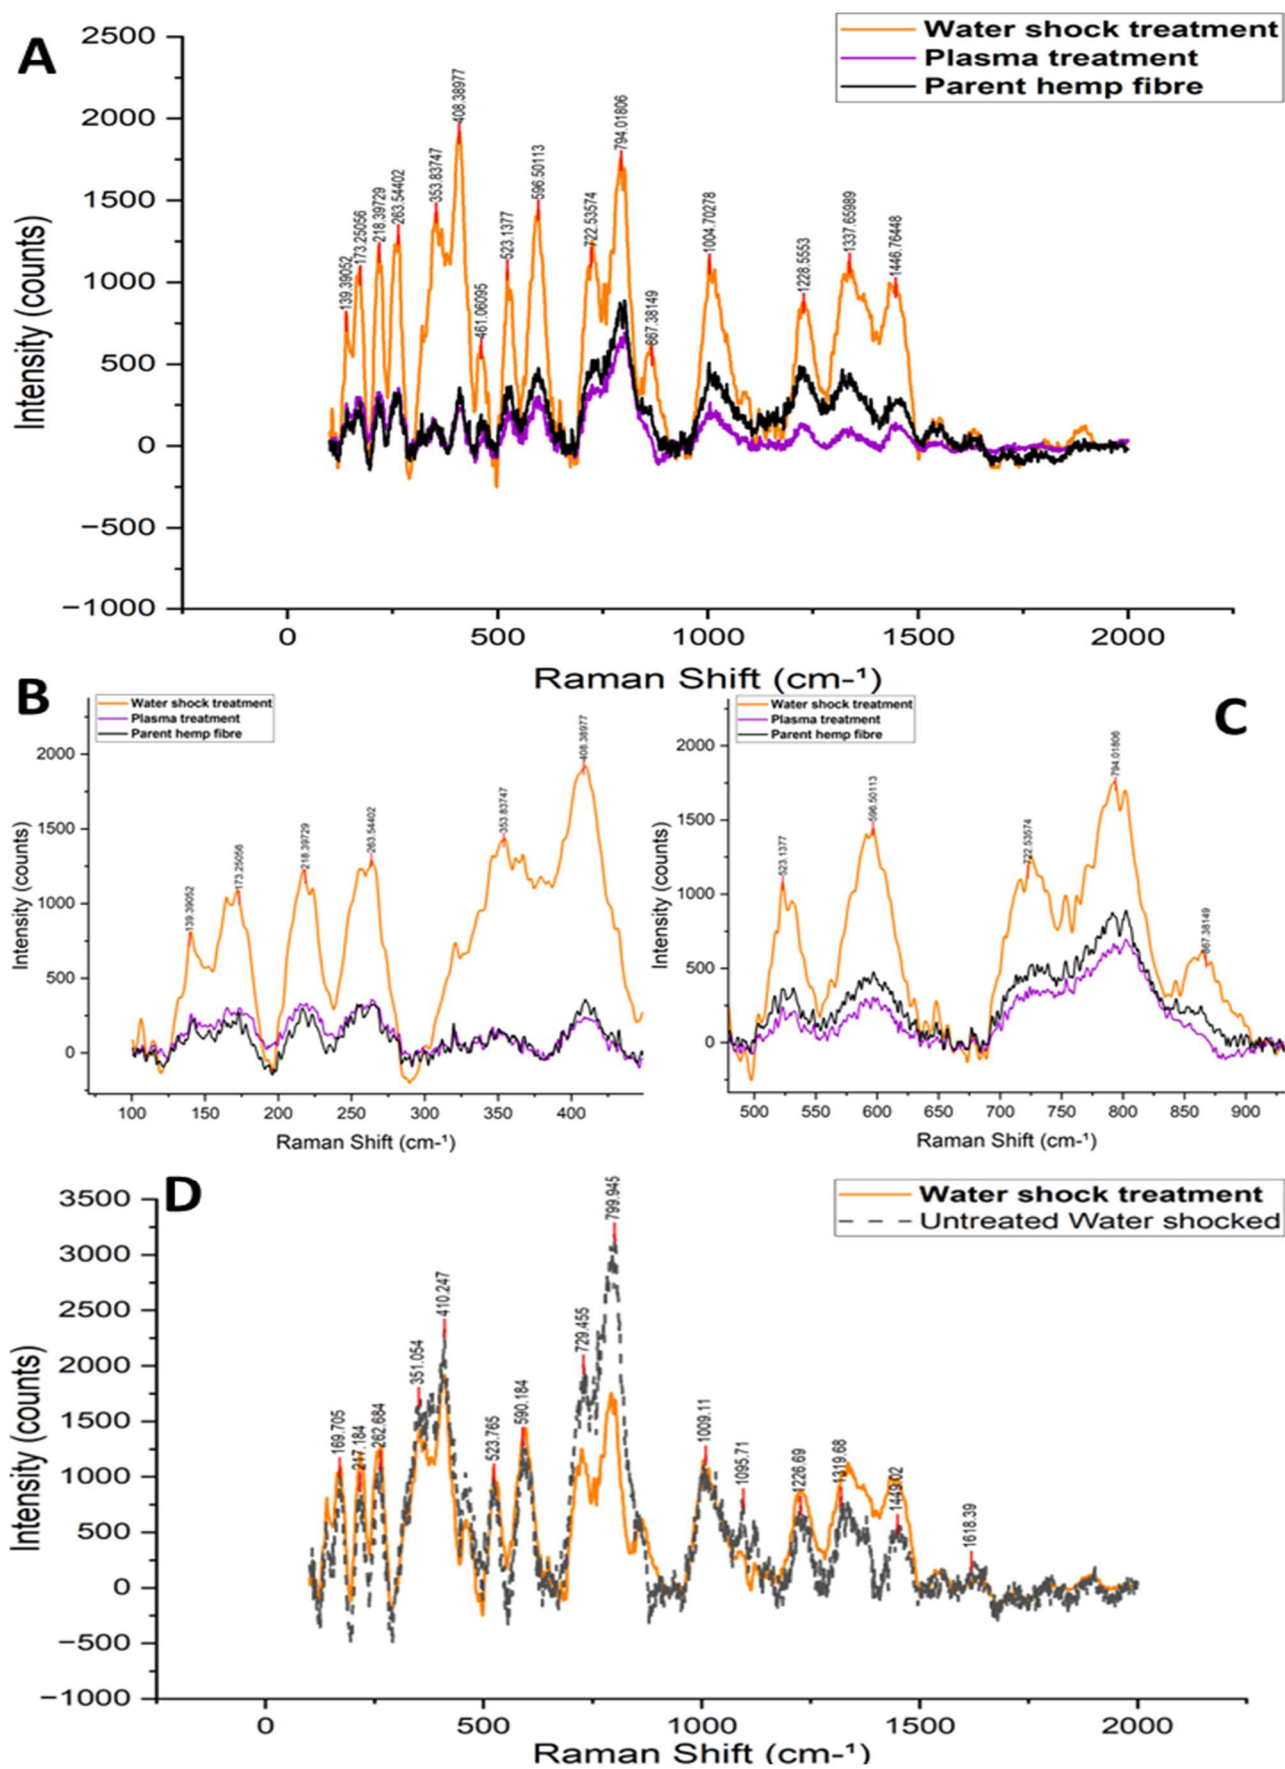 A
Water shock treatment
Plasma treatment
Parent hemp fibre
2500
2000
1500
1000
500
0
−500
−1000
Intensity (counts)
139.39052
173.25056
218.39729
263.54402
353.83747
408.38977
461.06095
523.1377
596.50113
722.53574
794.01806
867.38149
1004.70278
1228.5553
1337.65989
1446.76448
0 500 1000 1500 2000
Raman Shift (cm-¹)
B
Water shock treatment
Plasma treatment
Parent hemp fibre
2000
1500
1000
500
0
Intensity (counts)
139.39052
173.25056
218.39729
263.54402
353.83747
408.38977
100 150 200 250 300 350 400
Raman Shift (cm-¹)
C
Water shock treatment
Plasma treatment
Parent hemp fibre
2000
1500
1000
500
0
Intensity (counts)
523.1377
596.50113
722.53574
794.01806
867.38149
500 550 600 650 700 750 800 850 900
Raman Shift (cm-¹)
D
Water shock treatment
Untreated Water shocked
3500
3000
2500
2000
1500
1000
500
0
−500
−1000
Intensity (counts)
169.705
217.184
262.684
351.054
410.247
523.765
590.184
729.455
799.945
1009.11
1095.71
1226.69
1319.68
1449.02
1618.39
0 500 1000 1500 2000
Raman Shift (cm-¹)